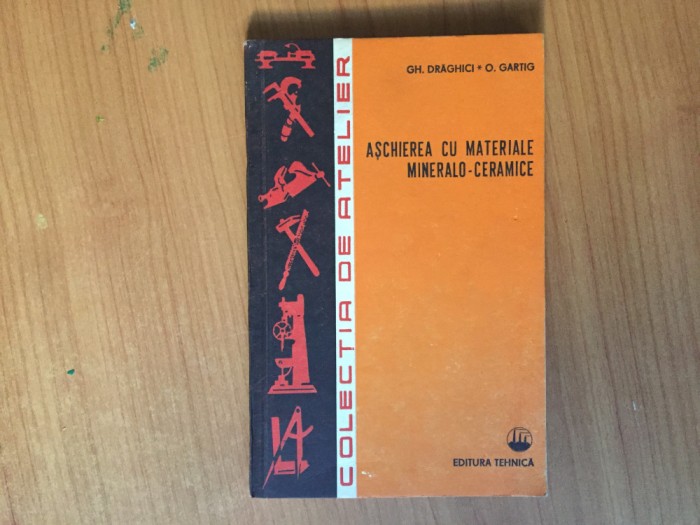 GH. DRĂGHICI * O. GARTIG
AȘCHIEREA CU MATERIALE
MINERALO-CERAMICE
COLECȚIA DE ATELIER
EDITURA TEHNICĂ